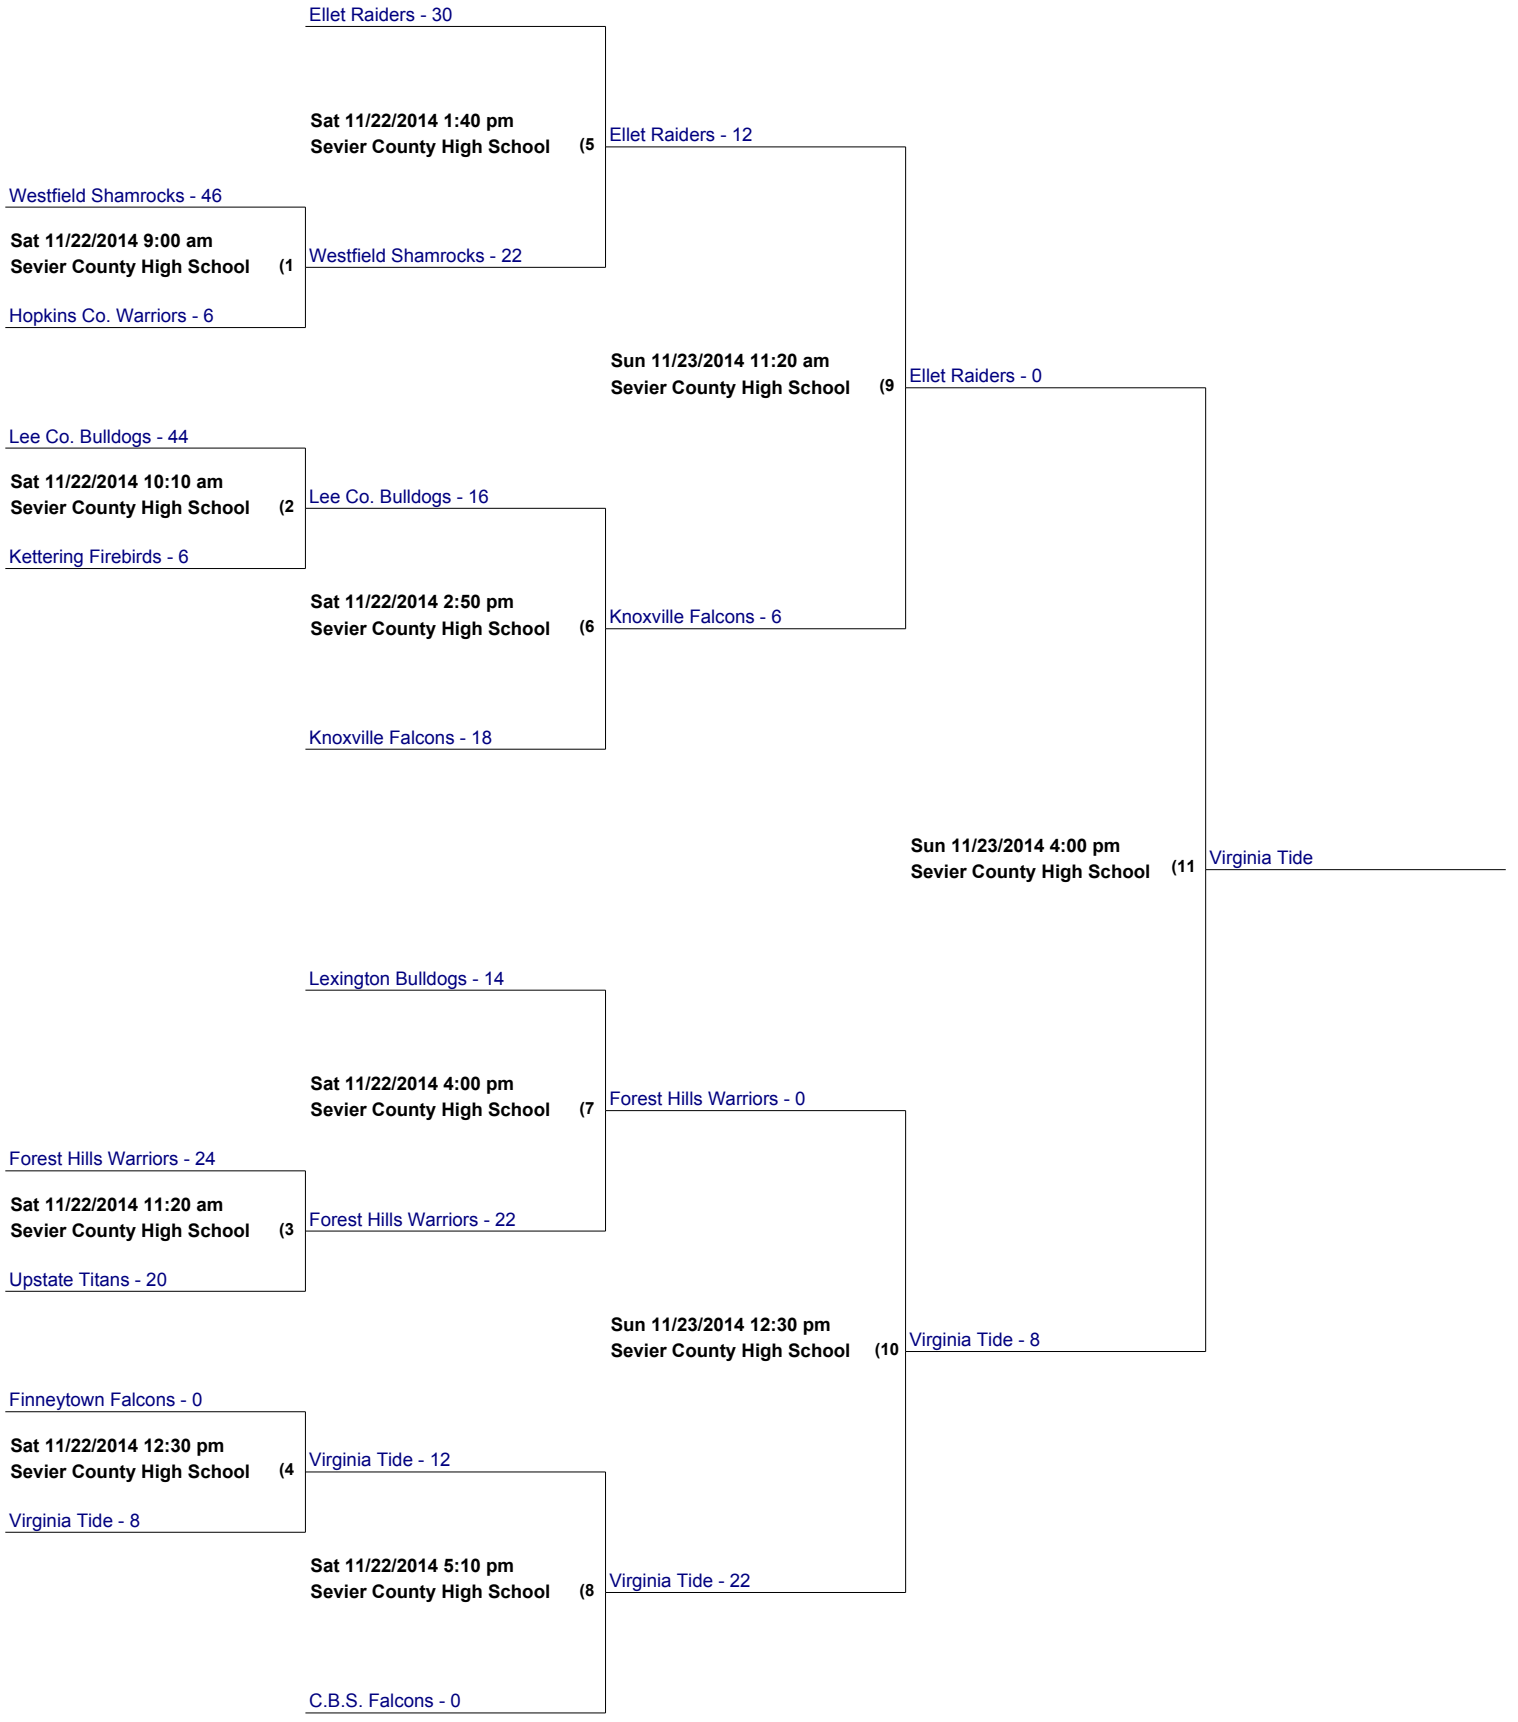 Ellet Raiders - 30
Sat 11/22/2014 1:40 pm
Sevier County High School (5
Ellet Raiders - 12
Westfield Shamrocks - 46
Sat 11/22/2014 9:00 am
Sevier County High School (1
Westfield Shamrocks - 22
Hopkins Co. Warriors - 6
Sun 11/23/2014 11:20 am
Sevier County High School (9
Ellet Raiders - 0
Lee Co. Bulldogs - 44
Sat 11/22/2014 10:10 am
Sevier County High School (2
Lee Co. Bulldogs - 16
Kettering Firebirds - 6
Sat 11/22/2014 2:50 pm
Sevier County High School (6
Knoxville Falcons - 6
Knoxville Falcons - 18
Sun 11/23/2014 4:00 pm
Sevier County High School (11
Virginia Tide
Lexington Bulldogs - 14
Sat 11/22/2014 4:00 pm
Sevier County High School (7
Forest Hills Warriors - 0
Forest Hills Warriors - 24
Sat 11/22/2014 11:20 am
Sevier County High School (3
Forest Hills Warriors - 22
Upstate Titans - 20
Sun 11/23/2014 12:30 pm
Sevier County High School (10
Virginia Tide - 8
Finneytown Falcons - 0
Sat 11/22/2014 12:30 pm
Sevier County High School (4
Virginia Tide - 12
Virginia Tide - 8
Sat 11/22/2014 5:10 pm
Sevier County High School (8
Virginia Tide - 22
C.B.S. Falcons - 0